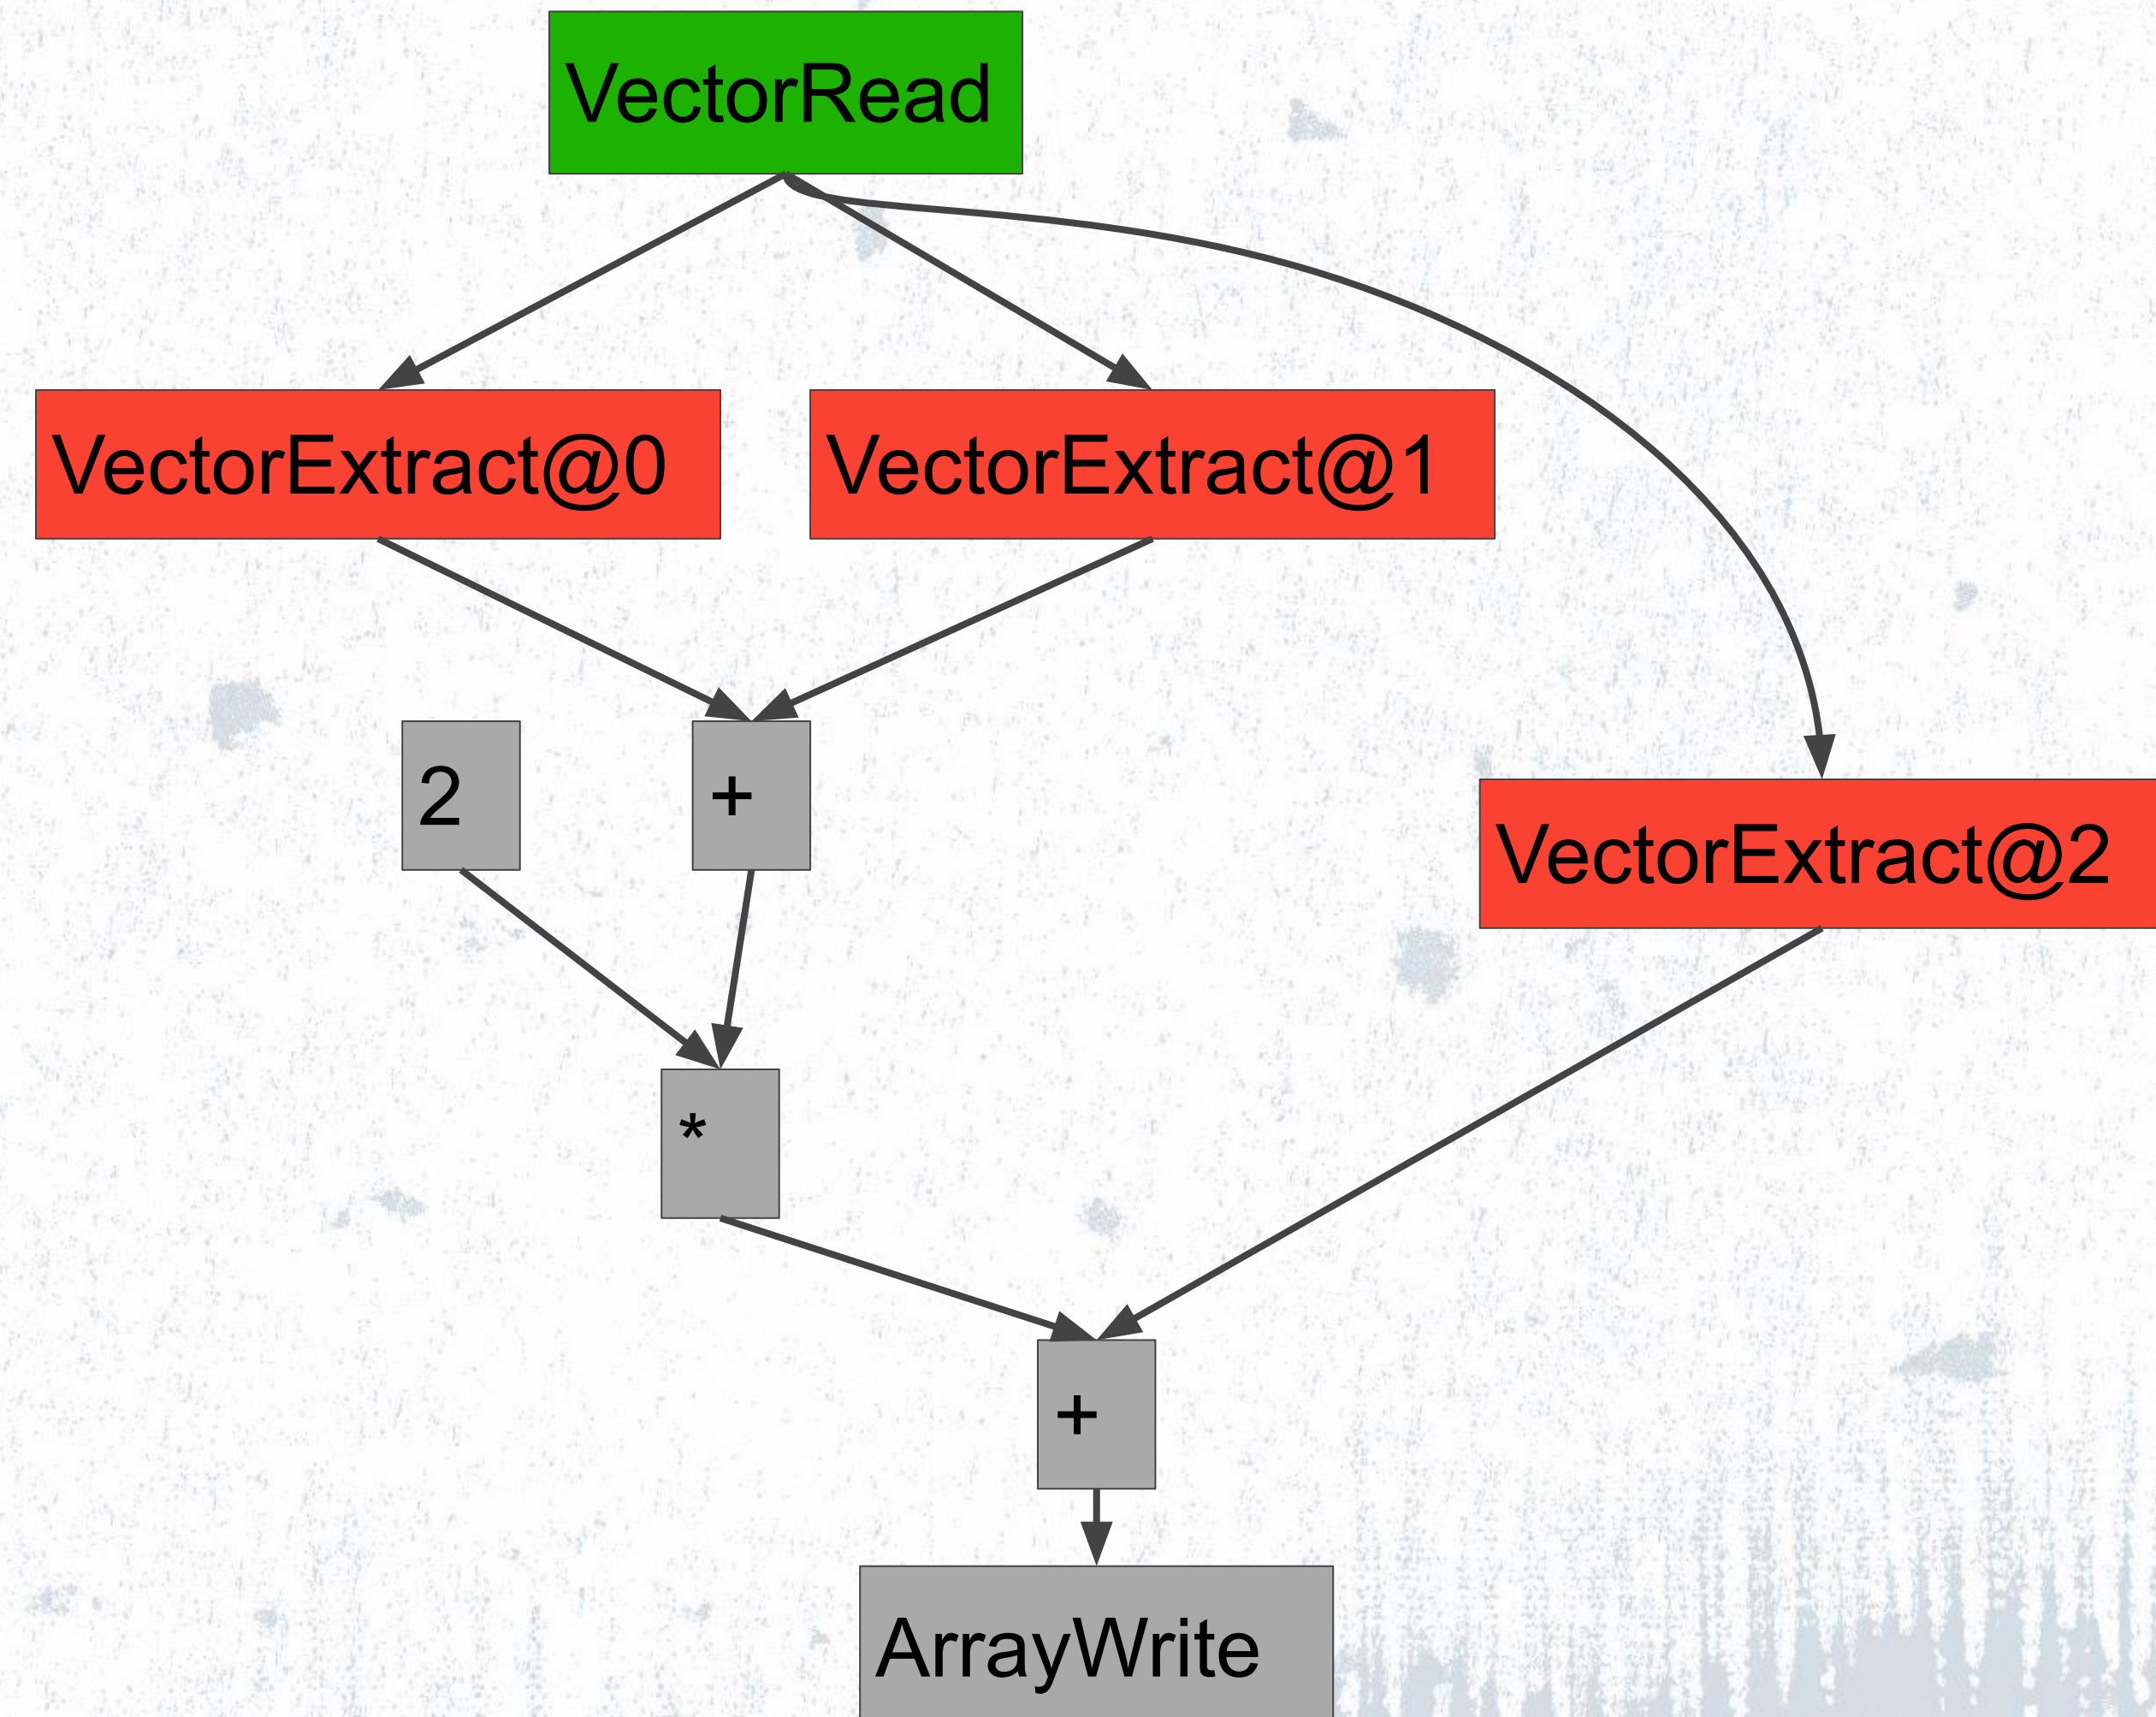 VectorRead
VectorExtract@0
VectorExtract@1
2
+
VectorExtract@2
*
+
ArrayWrite